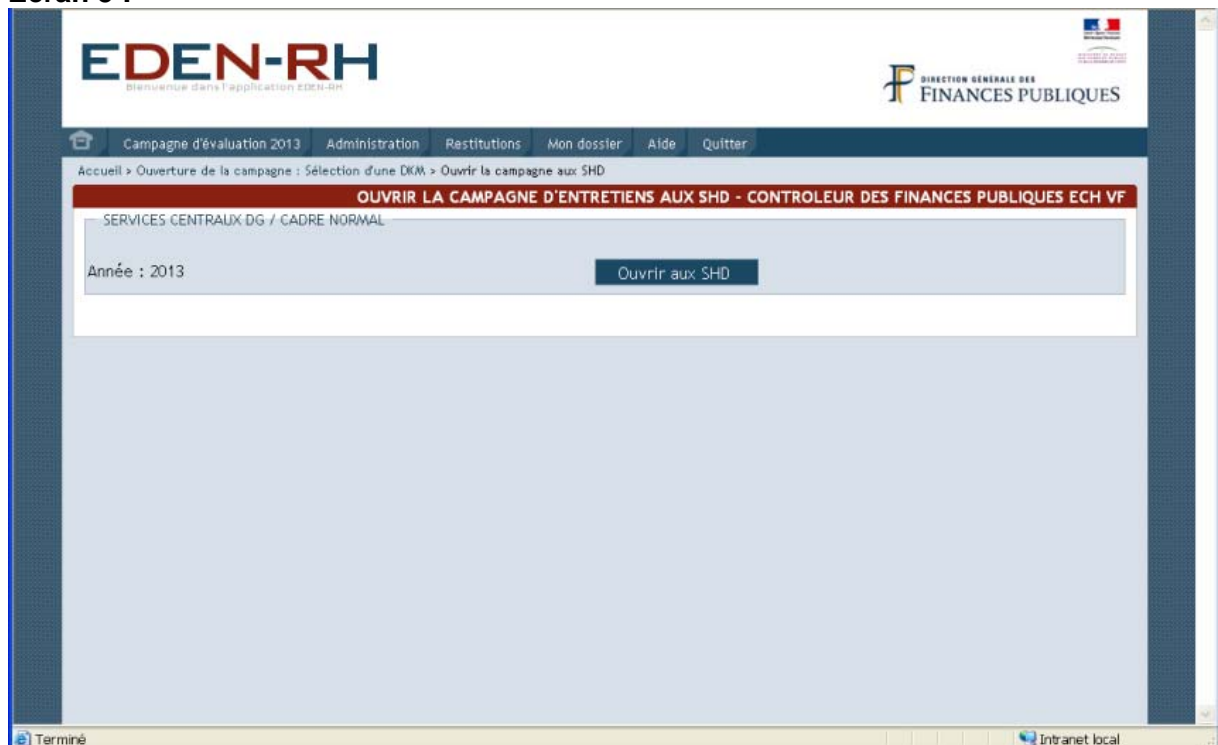 EDEN-RH
Bienvenue dans l'application EDEN-RH
DIRECTION GÉNÉRALE DES
FINANCES PUBLIQUES
Campagne d'évaluation 2013 Administration Restitutions Mon dossier Aide Quitter
Accueil > Ouverture de la campagne : Sélection d'une DKM > Ouvrir la campagne aux SHD
OUVRIR LA CAMPAGNE D'ENTRETIENS AUX SHD - CONTROLEUR DES FINANCES PUBLIQUES ECH VF
SERVICES CENTRAUX DG / CADRE NORMAL
Année : 2013
Ouvrir aux SHD
Terminé
Intranet local